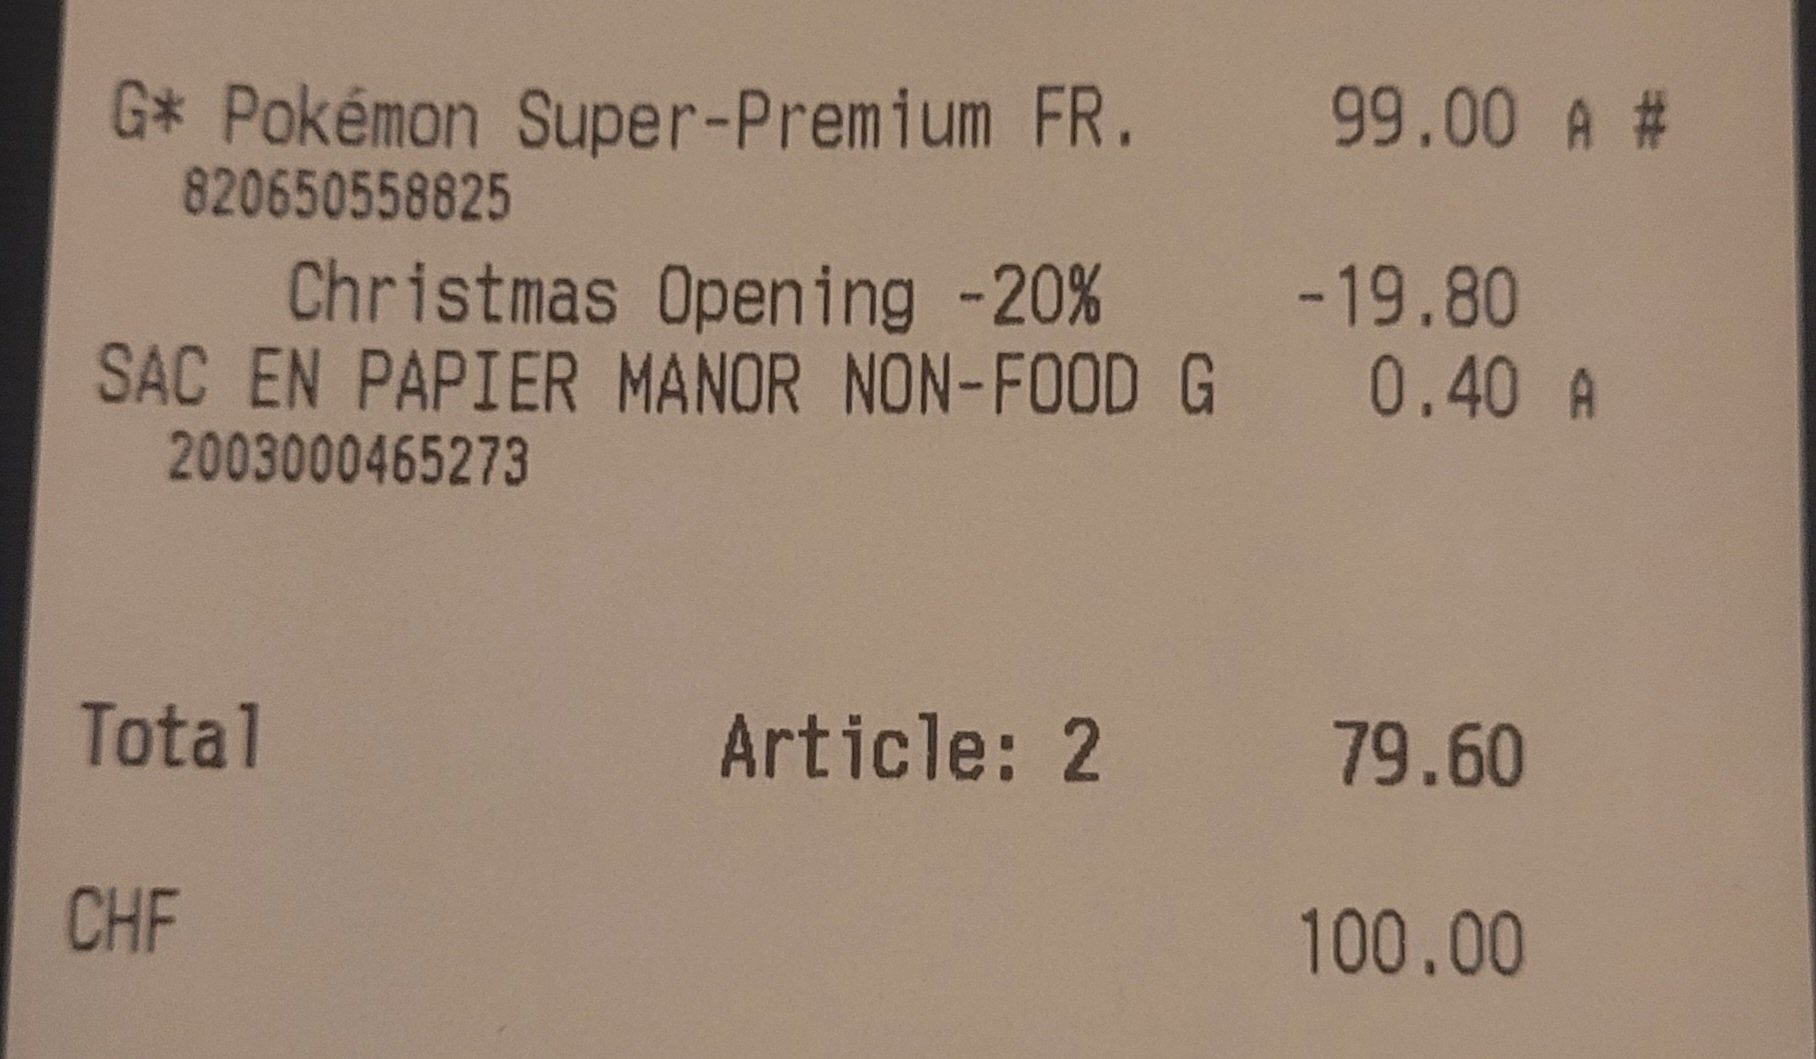 G* Pokémon Super-Premium FR. 99.00 A #
820650558825
Christmas Opening -20% -19.80
SAC EN PAPIER MANOR NON-FOOD G 0.40 A
2003000465273
Total Article: 2 79.60
CHF 100.00